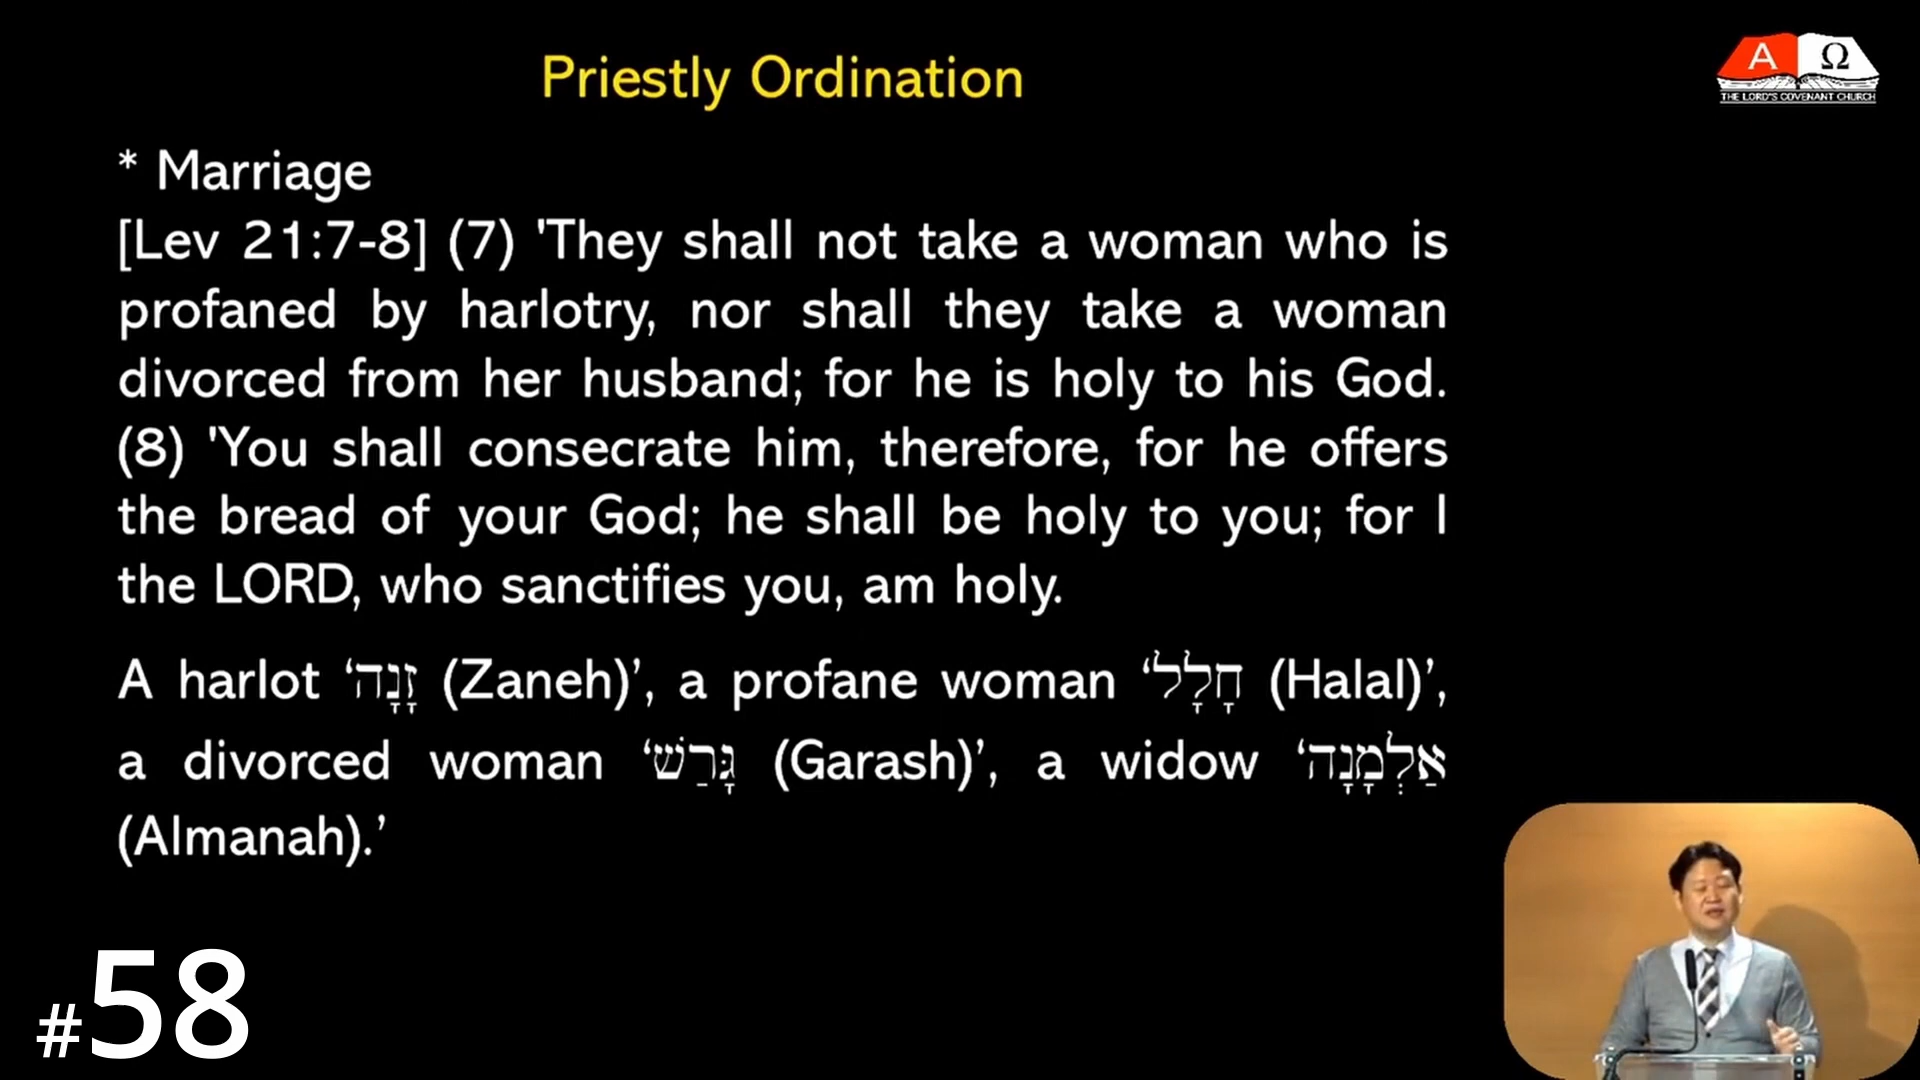 Priestly Ordination
A Ω
THE LORD'S COVENANT CHURCH
* Marriage
[Lev 21:7-8] (7) 'They shall not take a woman who is
profaned by harlotry, nor shall they take a woman
divorced from her husband; for he is holy to his God.
(8) 'You shall consecrate him, therefore, for he offers
the bread of your God; he shall be holy to you; for I
the LORD, who sanctifies you, am holy.
A harlot ‘זָנָה (Zaneh)’, a profane woman ‘חָלָל (Halal)’,
a divorced woman ‘גָּרַשׁ (Garash)’, a widow ‘אַלְמָנָה
(Almanah).’
#58